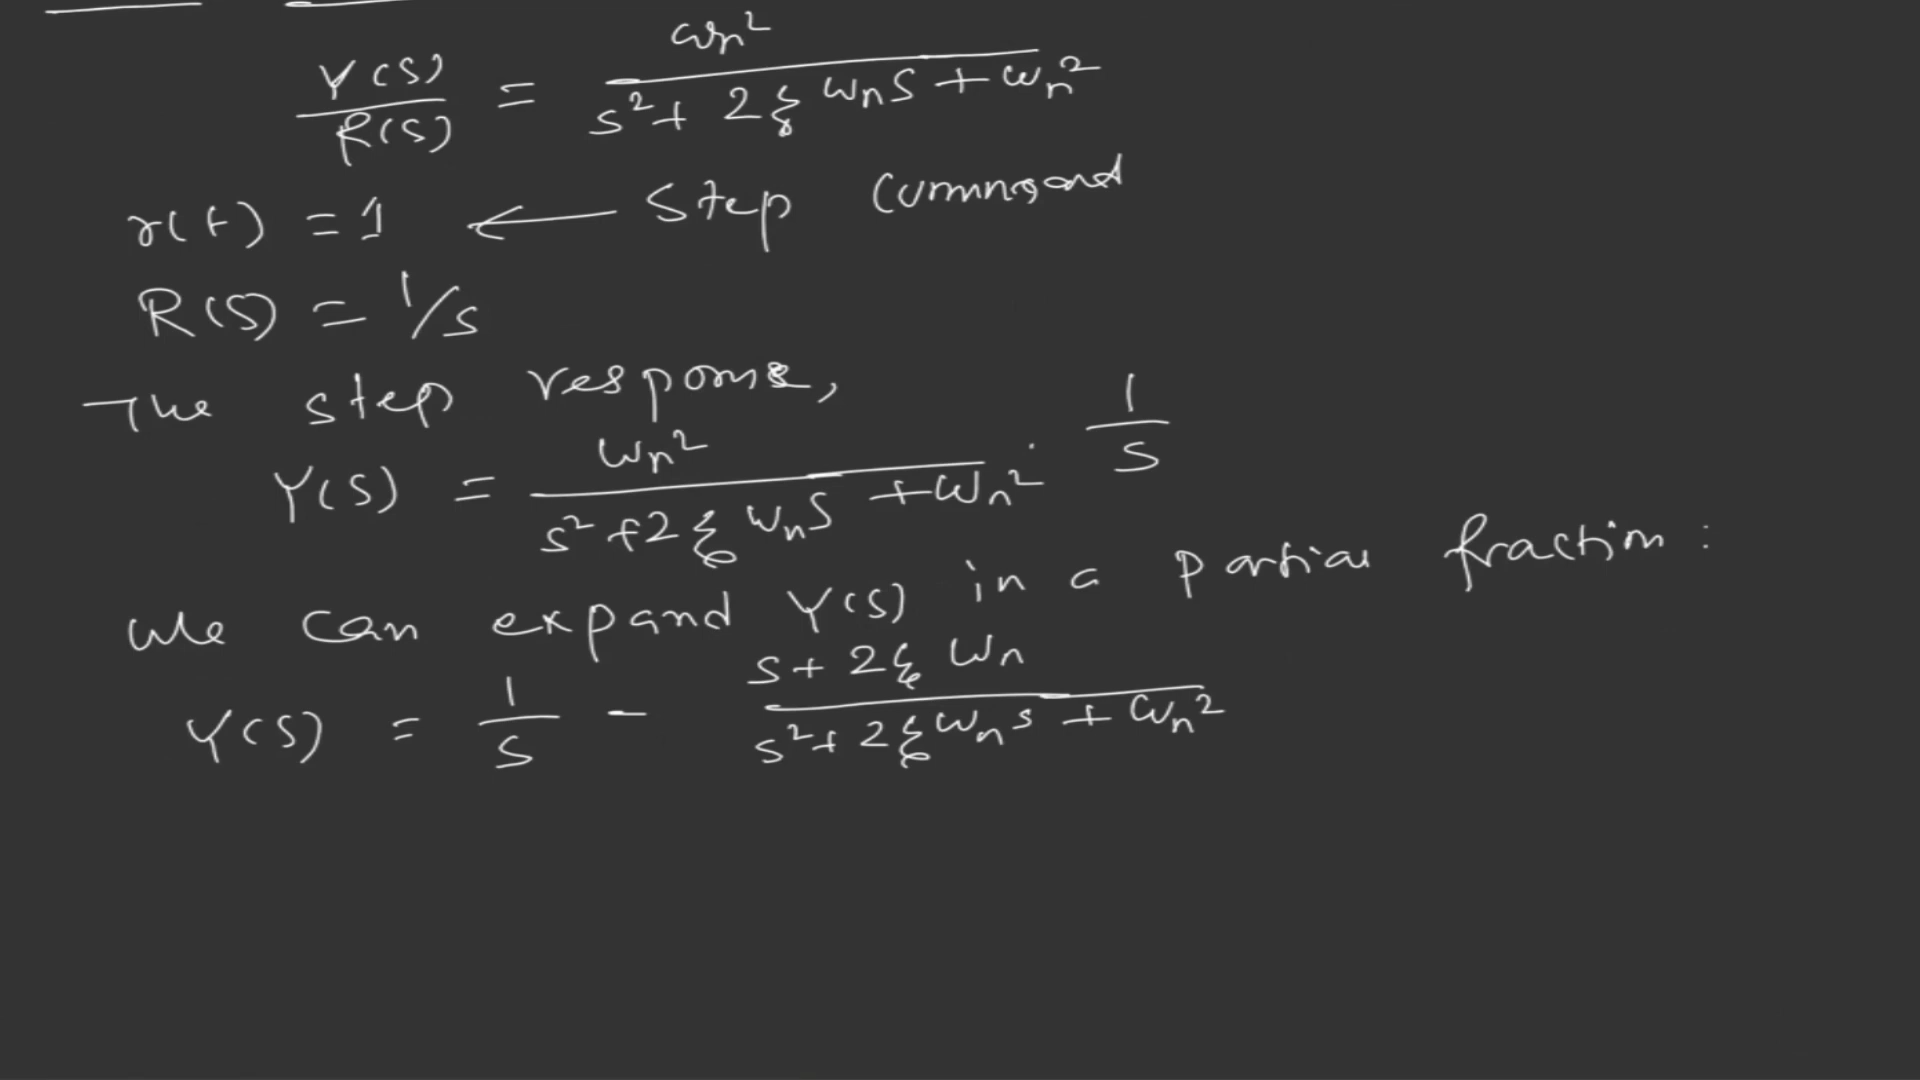 Y(s)/R(s) = ωn²/(s² + 2ξωns + ωn²)
r(t) = 1 ← Step command
R(s) = 1/s
The step response,
Y(s) = ωn²/(s² + 2ξωns + ωn²) · 1/s
We can expand Y(s) in a partial fraction :
Y(s) = 1/s − (s + 2ξωn)/(s² + 2ξωns + ωn²)